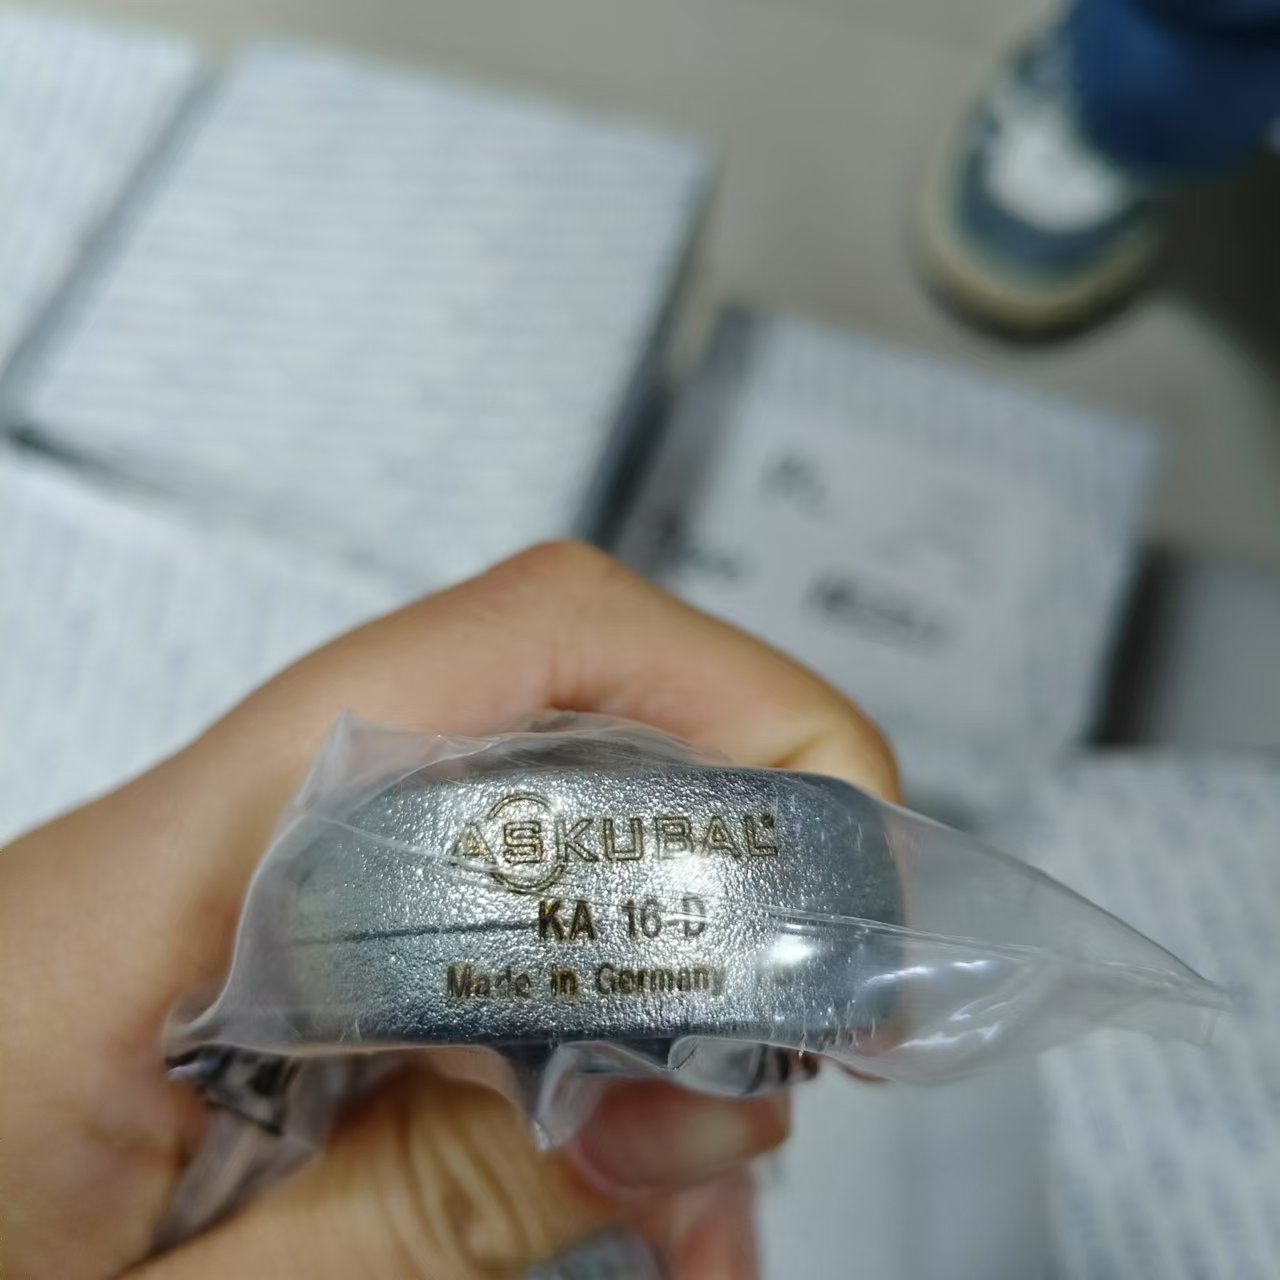 ASKUBAL®
KA 16-D
Made in Germany